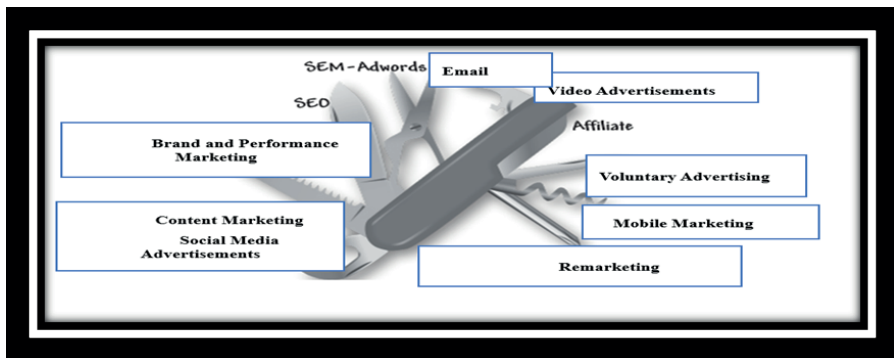 SEM-Adwords
Email
Video Advertisements
SEO
Affiliate
Brand and Performance
Marketing
Voluntary Advertising
Content Marketing
Mobile Marketing
Social Media
Advertisements
Remarketing